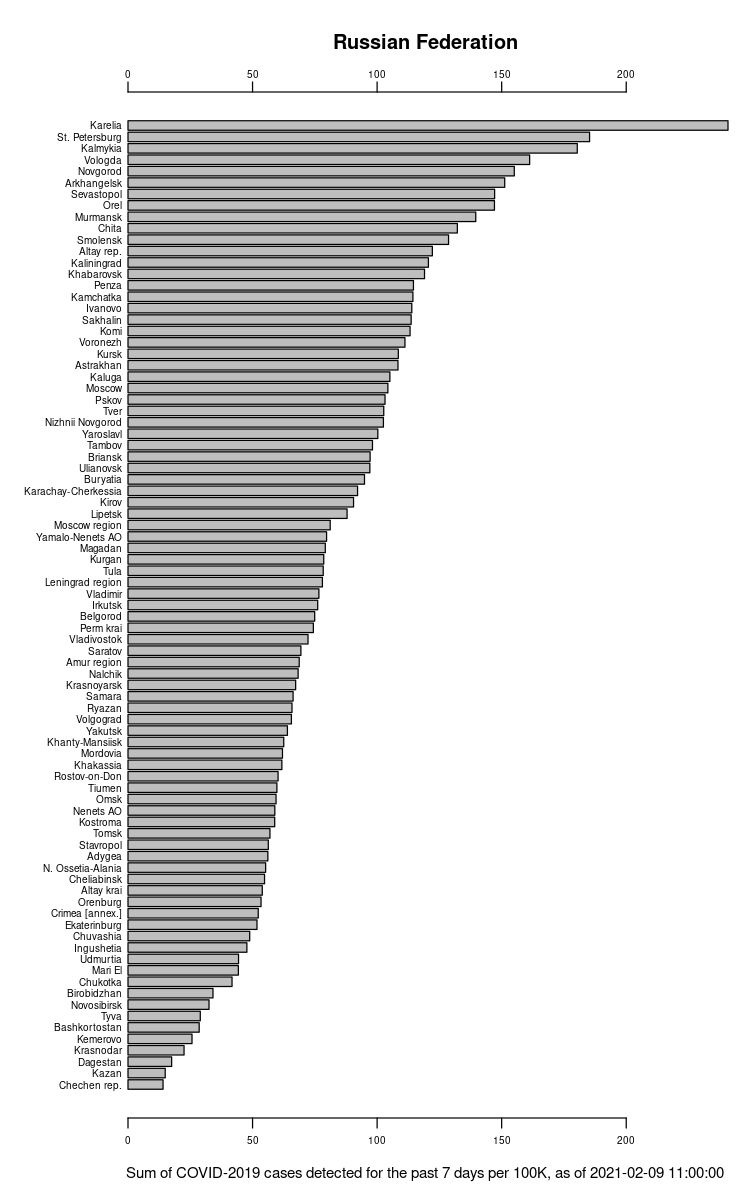 Russian Federation
0 50 100 150 200
Karelia
St. Petersburg
Kalmykia
Vologda
Novgorod
Arkhangelsk
Sevastopol
Orel
Murmansk
Chita
Smolensk
Altay rep.
Kaliningrad
Khabarovsk
Penza
Kamchatka
Ivanovo
Sakhalin
Komi
Voronezh
Kursk
Astrakhan
Kaluga
Moscow
Pskov
Tver
Nizhnii Novgorod
Yaroslavl
Tambov
Briansk
Ulianovsk
Buryatia
Karachay-Cherkessia
Kirov
Lipetsk
Moscow region
Yamalo-Nenets AO
Magadan
Kurgan
Tula
Leningrad region
Vladimir
Irkutsk
Belgorod
Perm krai
Vladivostok
Saratov
Amur region
Nalchik
Krasnoyarsk
Samara
Ryazan
Volgograd
Yakutsk
Khanty-Mansiisk
Mordovia
Khakassia
Rostov-on-Don
Tiumen
Omsk
Nenets AO
Kostroma
Tomsk
Stavropol
Adygea
N. Ossetia-Alania
Cheliabinsk
Altay krai
Orenburg
Crimea [annex.]
Ekaterinburg
Chuvashia
Ingushetia
Udmurtia
Mari El
Chukotka
Birobidzhan
Novosibirsk
Tyva
Bashkortostan
Kemerovo
Krasnodar
Dagestan
Kazan
Chechen rep.
0 50 100 150 200
Sum of COVID-2019 cases detected for the past 7 days per 100K, as of 2021-02-09 11:00:00